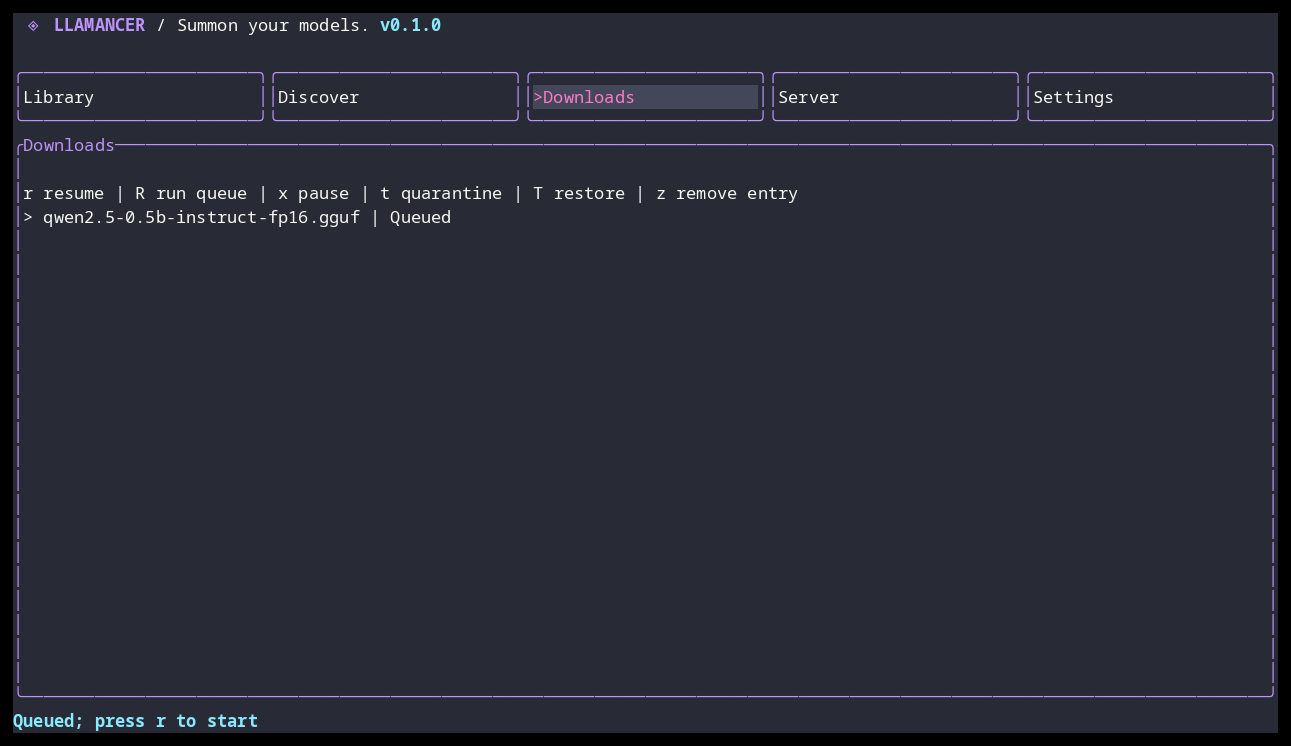 ◈ LLAMANCER / Summon your models. v0.1.0
Library Discover >Downloads Server Settings
Downloads
r resume | R run queue | x pause | t quarantine | T restore | z remove entry
> qwen2.5-0.5b-instruct-fp16.gguf | Queued
Queued; press r to start